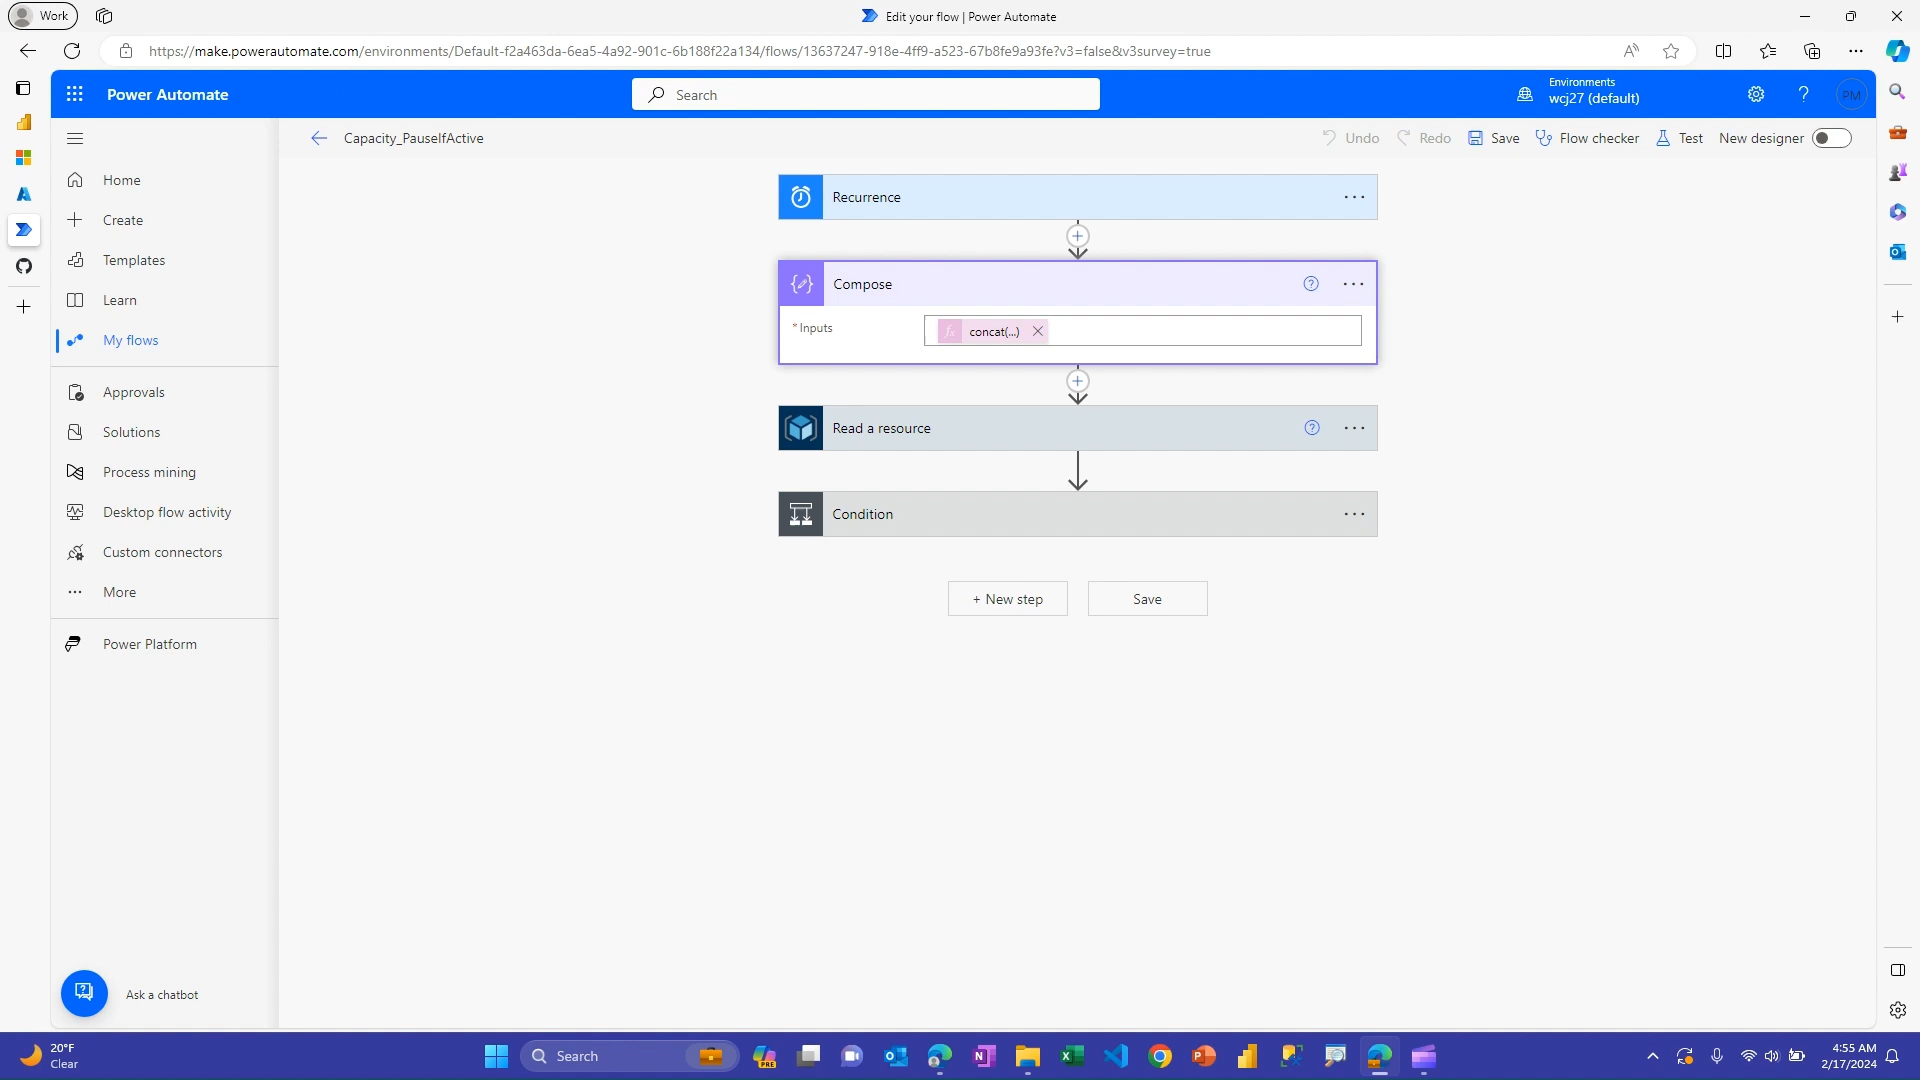 Work
Edit your flow | Power Automate
https://make.powerautomate.com/environments/Default-f2a463da-6ea5-4a92-901c-6b188f22a134/flows/13637247-918e-4ff9-a523-67b8fe9a93fe?v3=false&v3survey=true
Power Automate
Search
Environments
wcj27 (default)
PM
Capacity_PauseIfActive
Undo
Redo
Save
Flow checker
Test
New designer
Home
Create
Templates
Learn
My flows
Approvals
Solutions
Process mining
Desktop flow activity
Custom connectors
More
Power Platform
Ask a chatbot
Recurrence
Compose
* Inputs
fx concat(...)
Read a resource
Condition
+ New step
Save
20°F
Clear
Search
PRE
4:55 AM
2/17/2024